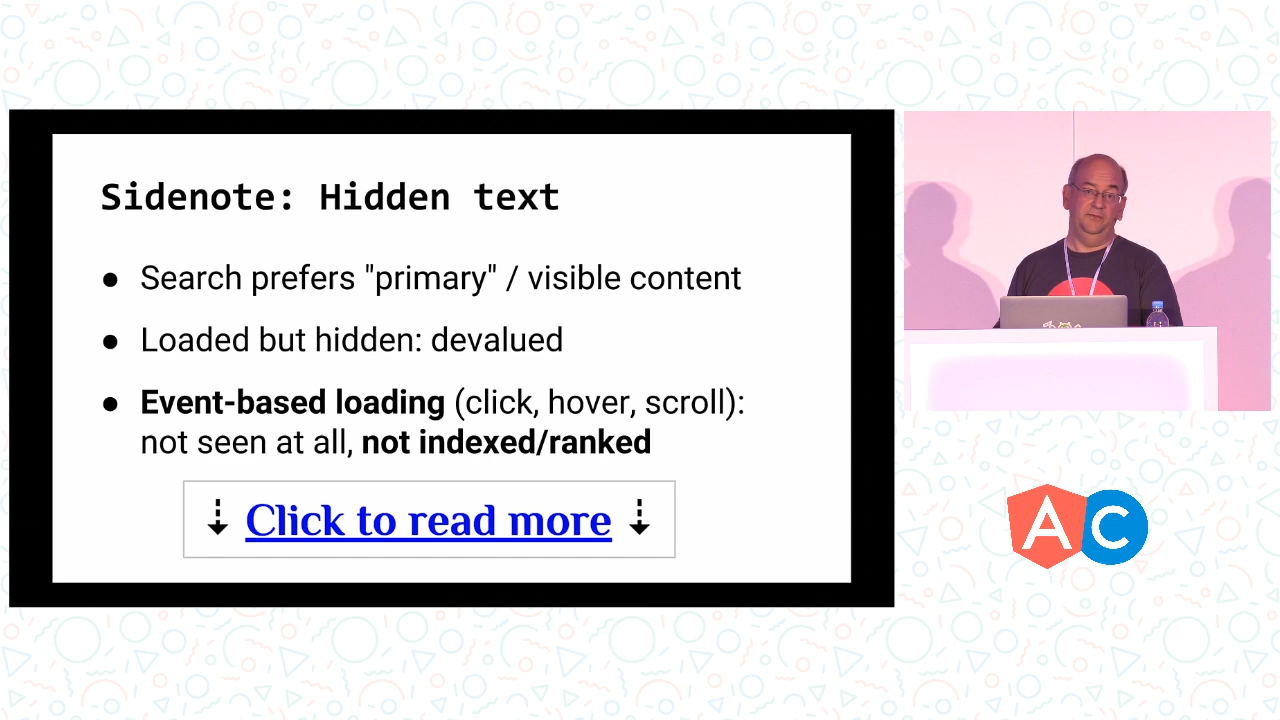 Sidenote: Hidden text
● Search prefers "primary" / visible content
● Loaded but hidden: devalued
● Event-based loading (click, hover, scroll):
not seen at all, not indexed/ranked
⇣ Click to read more ⇣
AC